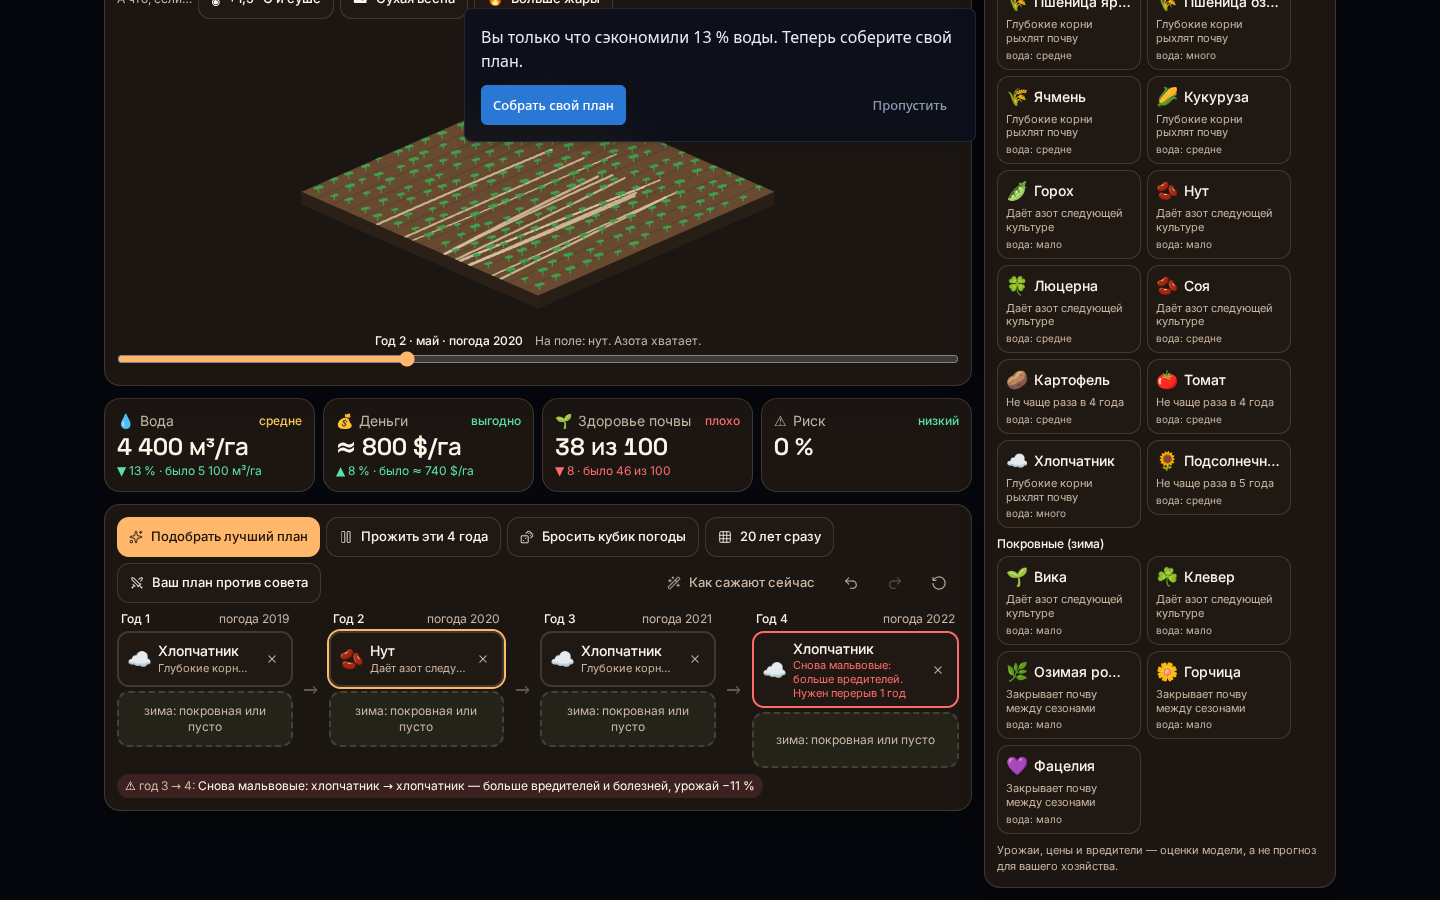 А что, если...
+1,5 °C и суше
Сухая весна
Больше жары
Вы только что сэкономили 13 % воды. Теперь соберите свой
план.
Собрать свой план
Пропустить
Год 2 · май · погода 2020 На поле: нут. Азота хватает.
Вода средне
4 400 м³/га
▼ 13 % · было 5 100 м³/га
Деньги выгодно
≈ 800 $/га
▲ 8 % · было ≈ 740 $/га
Здоровье почвы плохо
38 из 100
▼ 8 · было 46 из 100
⚠ Риск низкий
0 %
Подобрать лучший план
Прожить эти 4 года
Бросить кубик погоды
20 лет сразу
Ваш план против совета
Как сажают сейчас
Год 1 погода 2019
Хлопчатник ×
Глубокие корн...
зима: покровная или
пусто
→
Год 2 погода 2020
Нут ×
Даёт азот следу...
зима: покровная или
пусто
→
Год 3 погода 2021
Хлопчатник ×
Глубокие корн...
зима: покровная или
пусто
→
Год 4 погода 2022
Хлопчатник ×
Снова мальвовые:
больше вредителей.
Нужен перерыв 1 год
зима: покровная или пусто
⚠ год 3 → 4: Снова мальвовые: хлопчатник → хлопчатник — больше вредителей и болезней, урожай −11 %
Пшеница яр...
Глубокие корни
рыхлят почву
вода: средне
Пшеница оз...
Глубокие корни
рыхлят почву
вода: много
Ячмень
Глубокие корни
рыхлят почву
вода: средне
Кукуруза
Глубокие корни
рыхлят почву
вода: средне
Горох
Даёт азот следующей
культуре
вода: мало
Нут
Даёт азот следующей
культуре
вода: мало
Люцерна
Даёт азот следующей
культуре
вода: средне
Соя
Даёт азот следующей
культуре
вода: средне
Картофель
Не чаще раза в 4 года
вода: средне
Томат
Не чаще раза в 4 года
вода: средне
Хлопчатник
Глубокие корни
рыхлят почву
вода: много
Подсолнечн...
Не чаще раза в 5 года
вода: средне
Покровные (зима)
Вика
Даёт азот следующей
культуре
вода: мало
Клевер
Даёт азот следующей
культуре
вода: мало
Озимая ро...
Закрывает почву
между сезонами
вода: мало
Горчица
Закрывает почву
между сезонами
вода: мало
Фацелия
Закрывает почву
между сезонами
вода: мало
Урожаи, цены и вредители — оценки модели, а не прогноз
для вашего хозяйства.